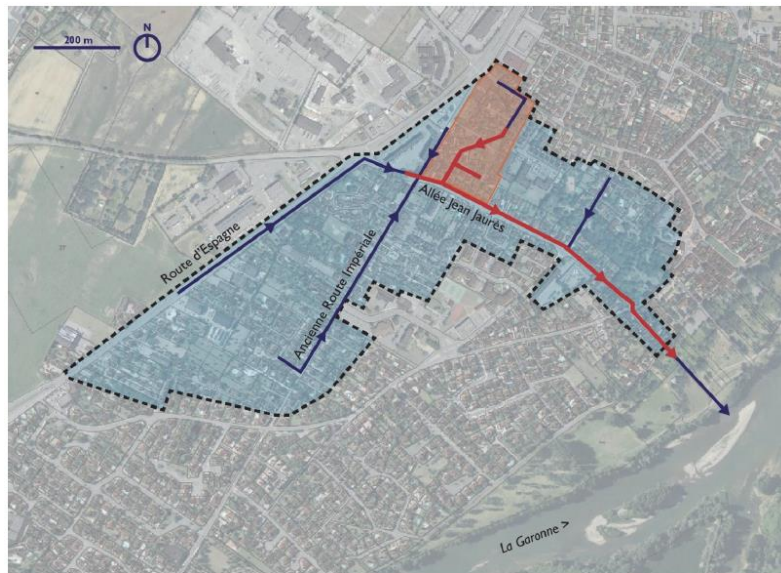 200 m
N
Allée Jean Jaurès
Route d'Espagne
Ancienne Route Impériale
La Garonne >